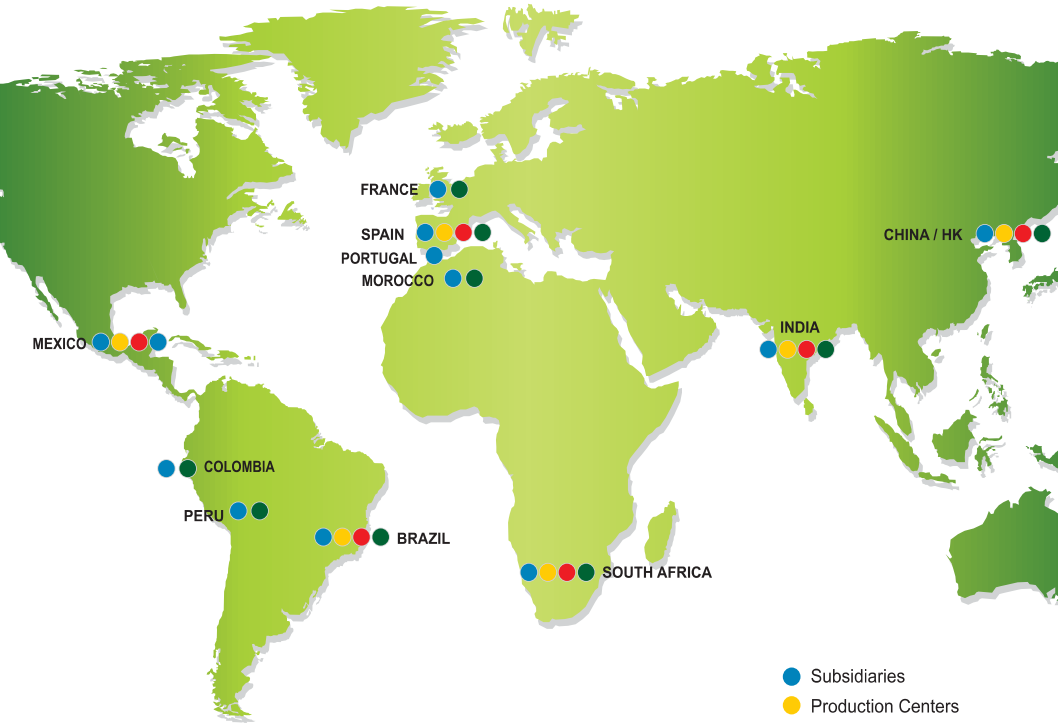 FRANCE
SPAIN
CHINA / HK
PORTUGAL
MOROCCO
INDIA
MEXICO
COLOMBIA
PERU
BRAZIL
SOUTH AFRICA
Subsidiaries
Production Centers